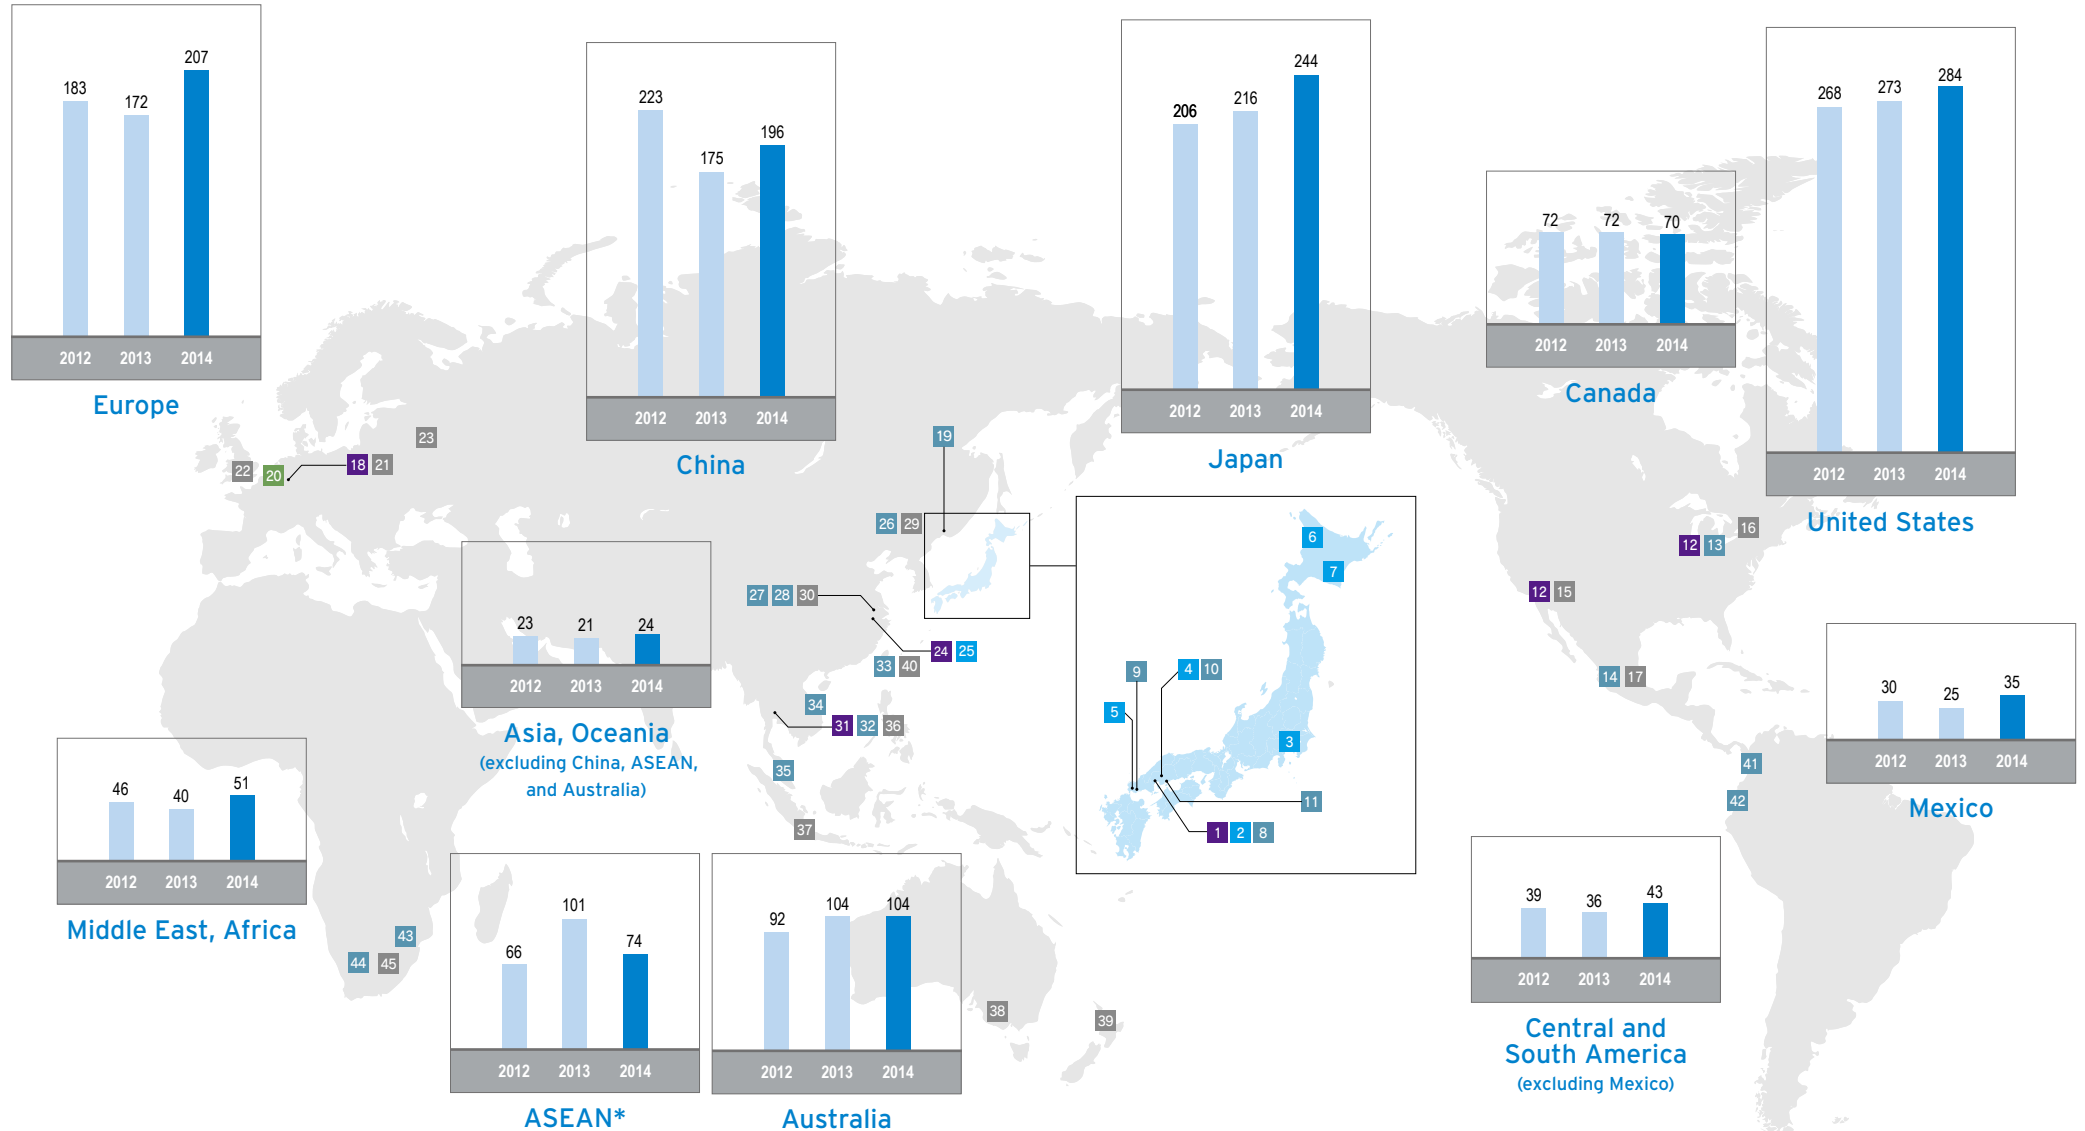 183
172
207
2012 2013 2014
Europe
223
175
196
2012 2013 2014
China
206
216
244
2012 2013 2014
Japan
72
72
70
2012 2013 2014
Canada
268
273
284
2012 2013 2014
United States
23
22
20
18 21
19
26 29
27 28 30
24 25
33 40
34
31 32 36
35
37
38
39
6
7
9
4 10
5
3
11
1 2 8
16
12 13
12 15
14 17
41
42
43
44 45
23
21
24
2012 2013 2014
Asia, Oceania
(excluding China, ASEAN,
and Australia)
46
40
51
2012 2013 2014
Middle East, Africa
66
101
74
2012 2013 2014
ASEAN*
92
104
104
2012 2013 2014
Australia
30
25
35
2012 2013 2014
Mexico
39
36
43
2012 2013 2014
Central and
South America
(excluding Mexico)